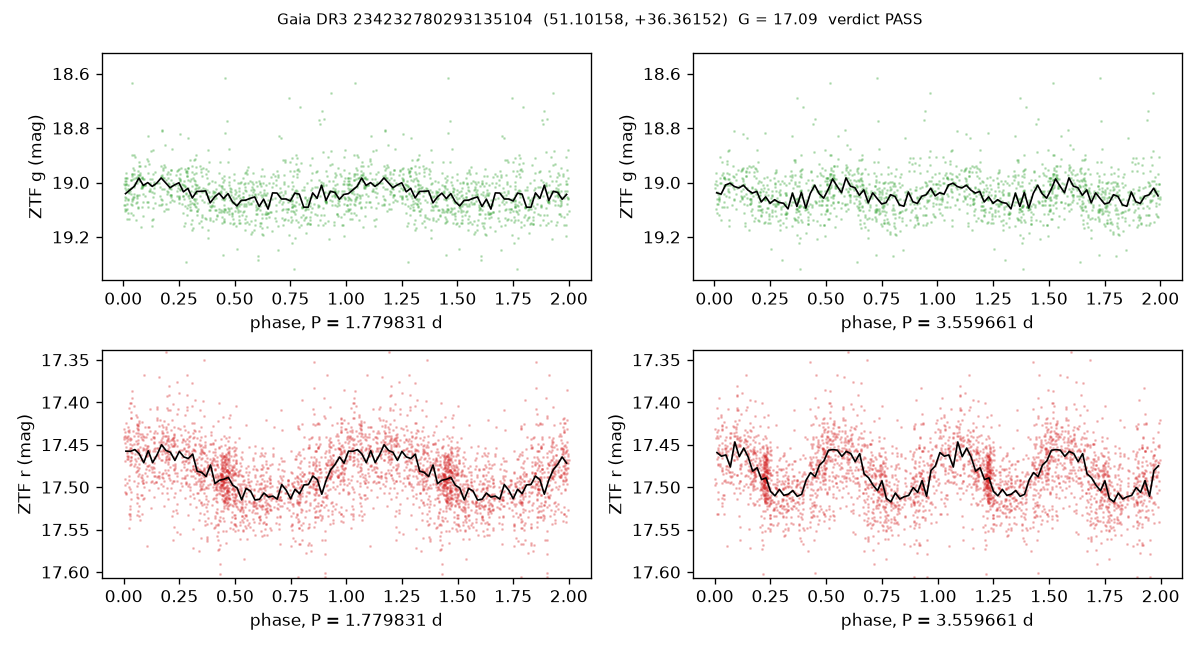 Gaia DR3 234232780293135104  (51.10158, +36.36152)  G = 17.09  verdict PASS
ZTF g (mag)
18.6
18.8
19.0
19.2
0.00 0.25 0.50 0.75 1.00 1.25 1.50 1.75 2.00
phase, P = 1.779831 d
ZTF g (mag)
18.6
18.8
19.0
19.2
0.00 0.25 0.50 0.75 1.00 1.25 1.50 1.75 2.00
phase, P = 3.559661 d
ZTF r (mag)
17.35
17.40
17.45
17.50
17.55
17.60
0.00 0.25 0.50 0.75 1.00 1.25 1.50 1.75 2.00
phase, P = 1.779831 d
ZTF r (mag)
17.35
17.40
17.45
17.50
17.55
17.60
0.00 0.25 0.50 0.75 1.00 1.25 1.50 1.75 2.00
phase, P = 3.559661 d